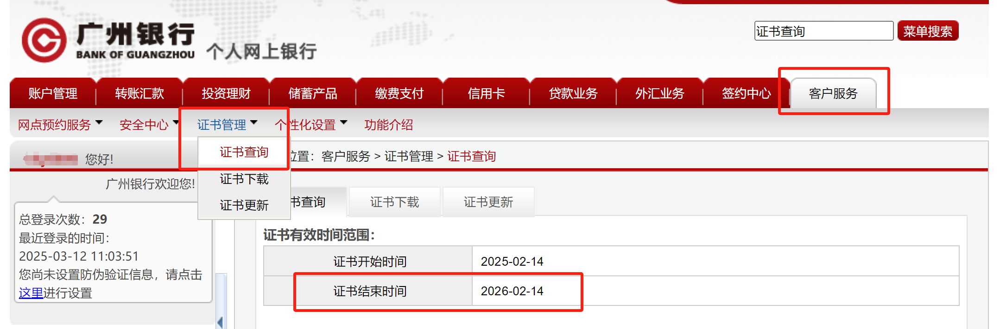 广州银行
BANK OF GUANGZHOU
个人网上银行
证书查询
菜单搜索
账户管理
转账汇款
投资理财
储蓄产品
缴费支付
信用卡
贷款业务
外汇业务
签约中心
客户服务
网点预约服务
安全中心
证书管理
个性化设置
功能介绍
证书查询
证书下载
证书更新
您好!
位置：客户服务 > 证书管理 > 证书查询
广州银行欢迎您!
总登录次数：29
最近登录的时间：
2025-03-12 11:03:51
您尚未设置防伪验证信息，请点击
这里进行设置
书查询
证书下载
证书更新
证书有效时间范围：
证书开始时间 2025-02-14
证书结束时间 2026-02-14